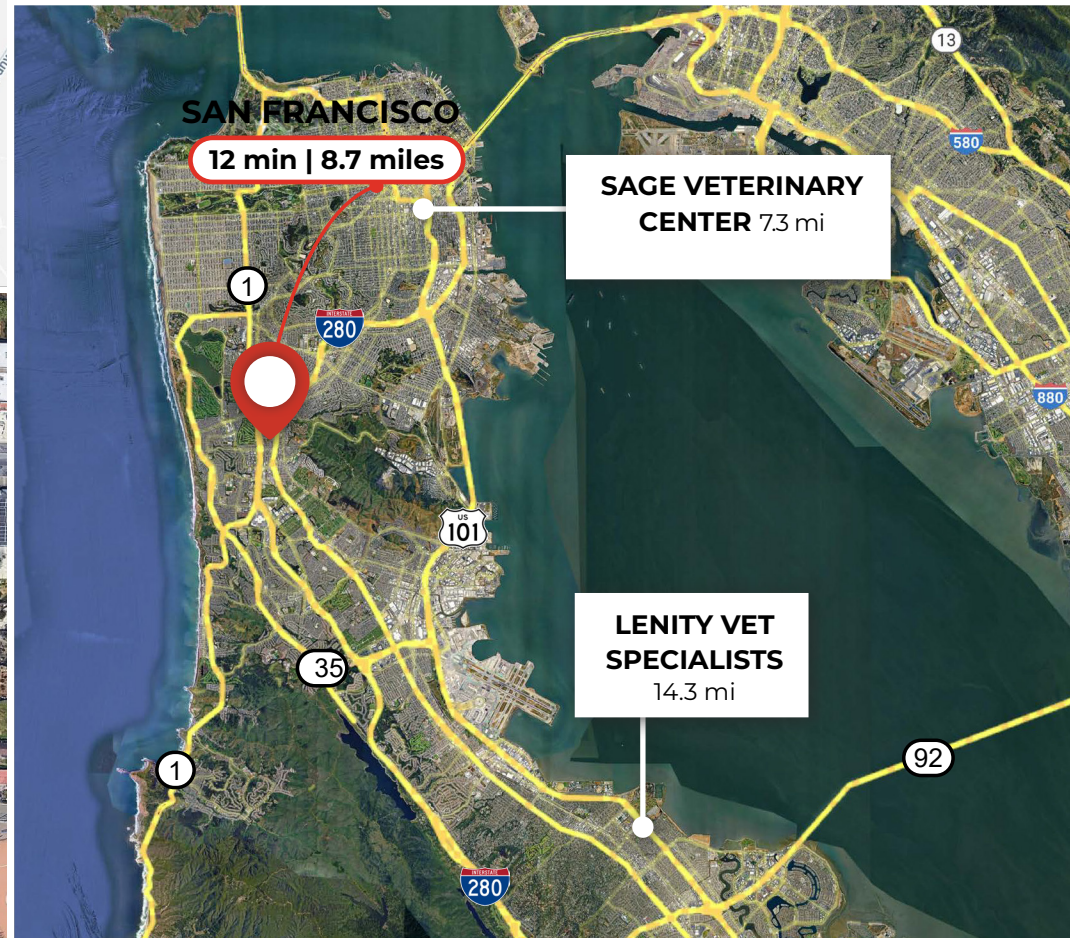 13
SAN FRANCISCO
12 min | 8.7 miles
580
SAGE VETERINARY
CENTER 7.3 mi
1
INTERSTATE
280
880
US
101
LENITY VET
SPECIALISTS
14.3 mi
35
1
92
INTERSTATE
280